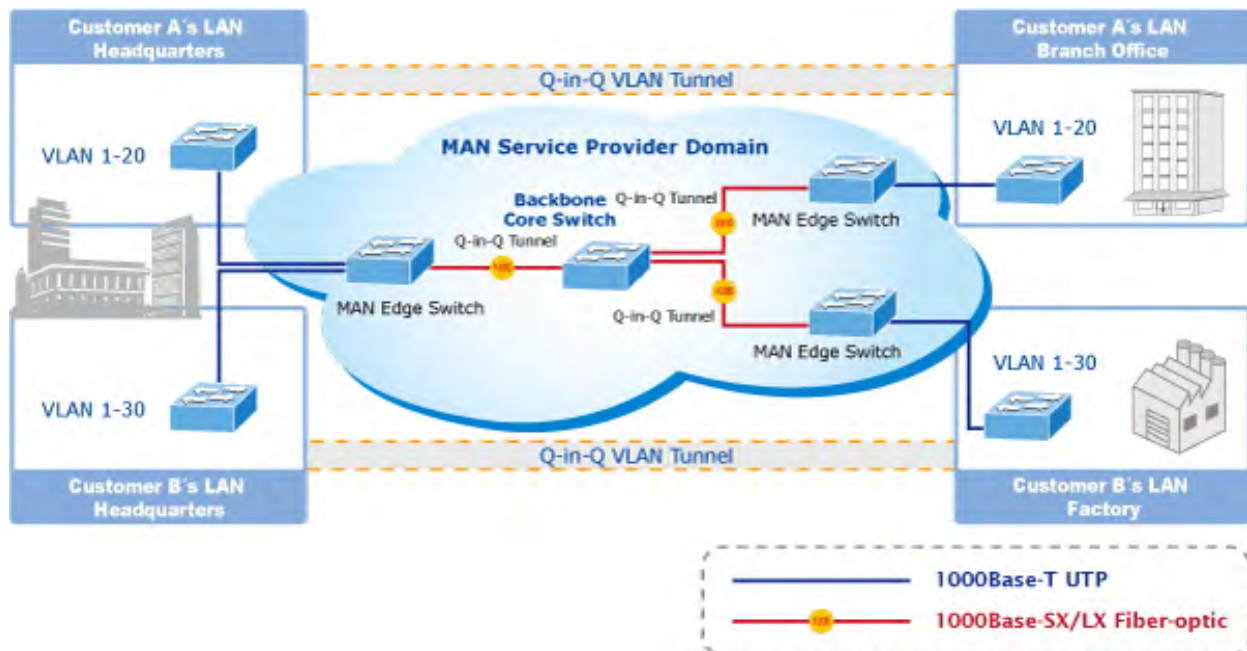 Customer A's LAN
Headquarters
Customer A's LAN
Branch Office
Q-in-Q VLAN Tunnel
VLAN 1-20
VLAN 1-20
MAN Service Provider Domain
Backbone
Core Switch
Q-in-Q Tunnel
MAN Edge Switch
Q-in-Q Tunnel
MAN Edge Switch
Q-in-Q Tunnel
MAN Edge Switch
VLAN 1-30
VLAN 1-30
Q-in-Q VLAN Tunnel
Customer B's LAN
Headquarters
Customer B's LAN
Factory
1000Base-T UTP
1000Base-SX/LX Fiber-optic